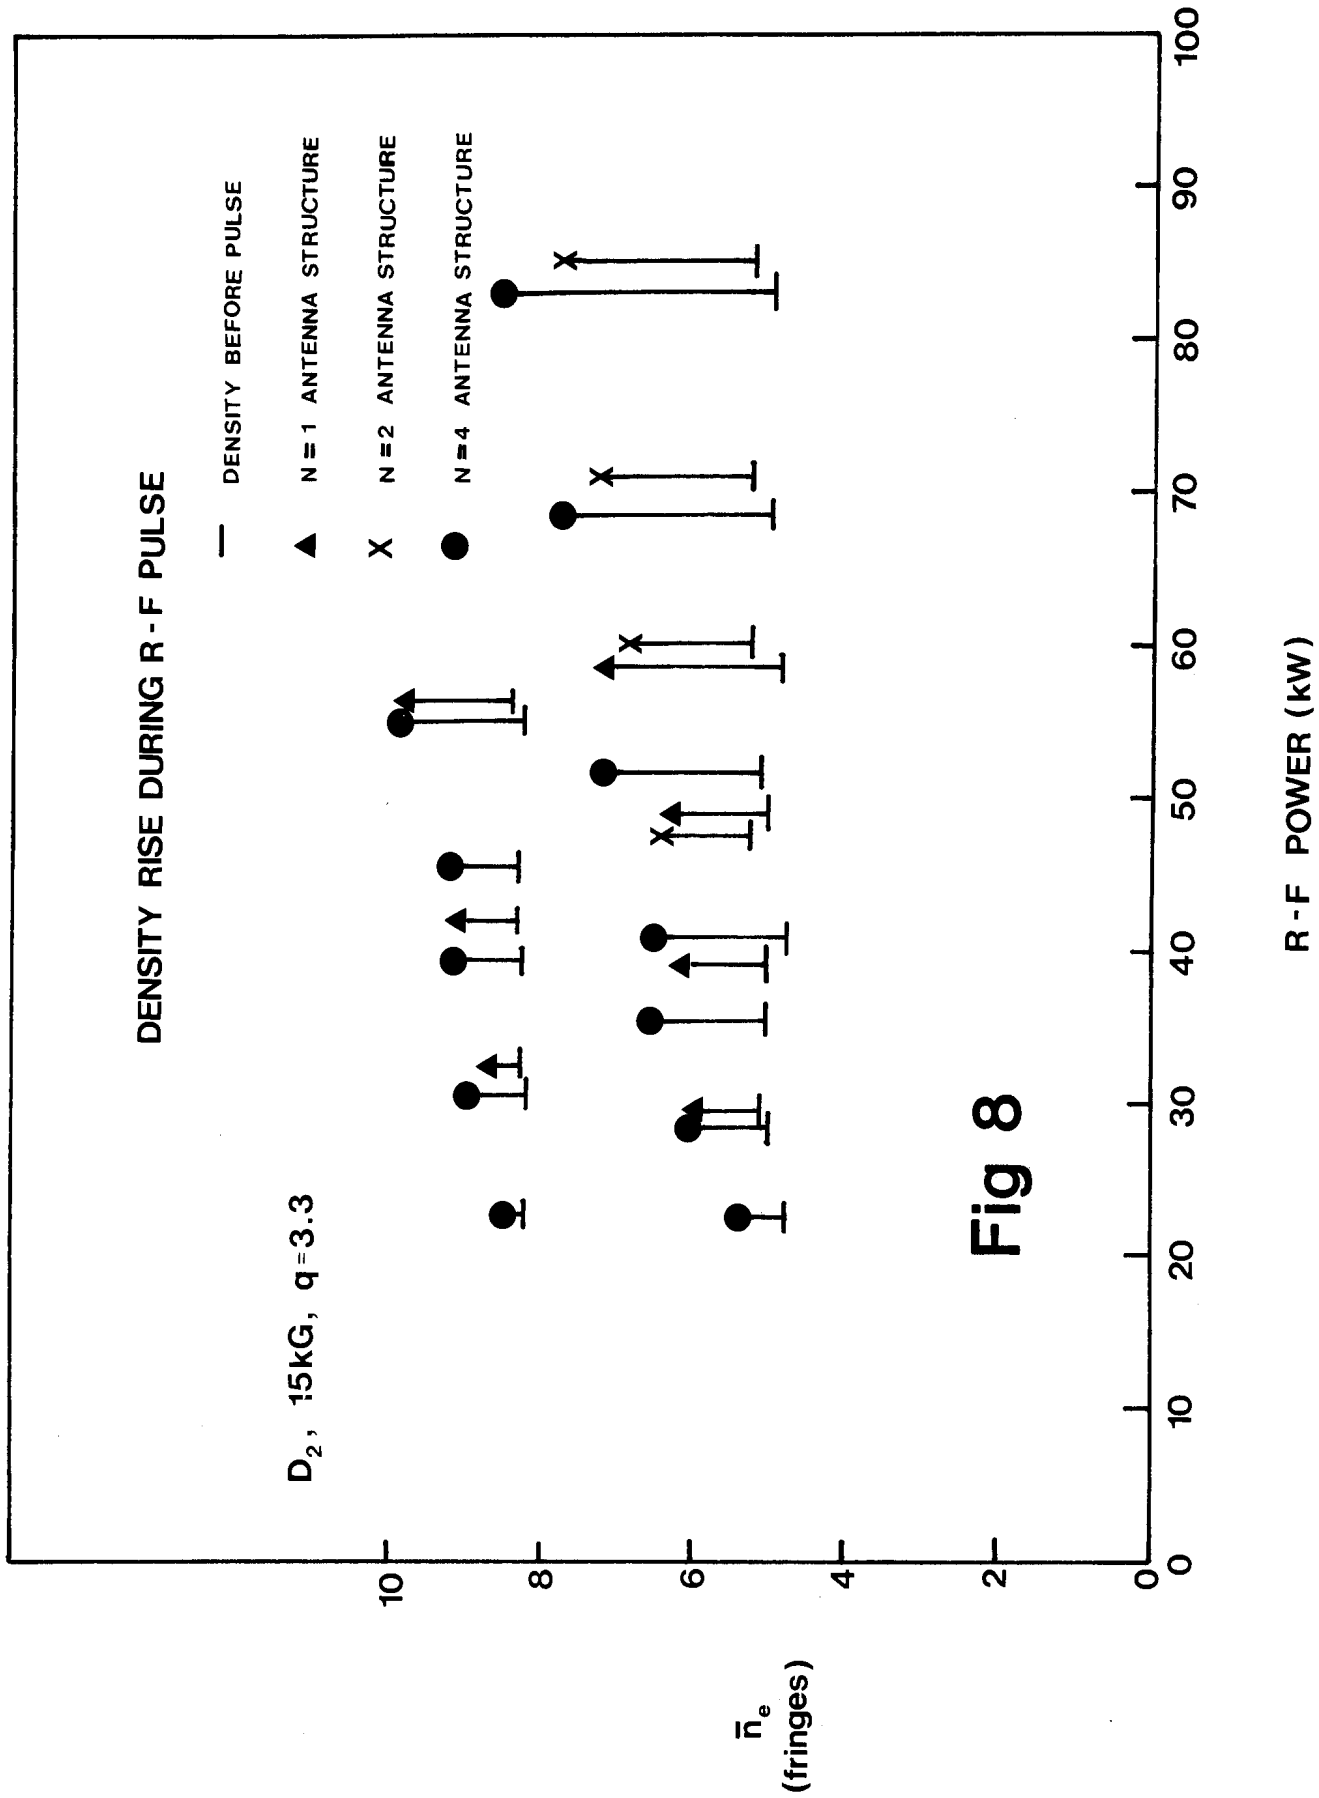 DENSITY RISE DURING R-F PULSE
D2, 15kG, q=3.3
DENSITY BEFORE PULSE
N=1 ANTENNA STRUCTURE
X N=2 ANTENNA STRUCTURE
N=4 ANTENNA STRUCTURE
n̅e
(fringes)
10
8
6
4
2
0
0 10 20 30 40 50 60 70 80 90 100
R-F POWER (kW)
Fig 8